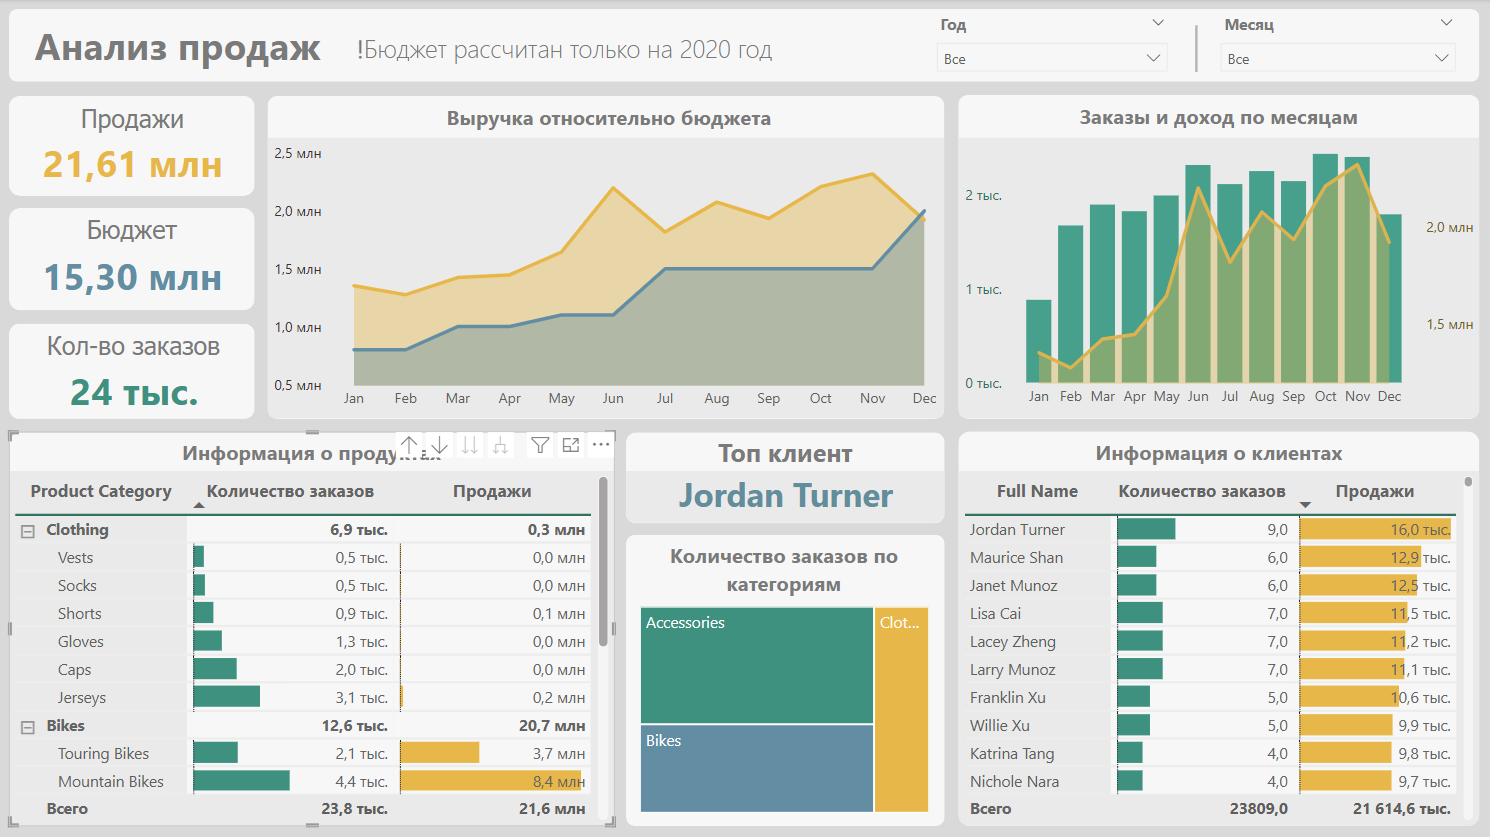 Анализ продаж
!Бюджет рассчитан только на 2020 год
Год
Все
Месяц
Все
Продажи
21,61 млн
Бюджет
15,30 млн
Кол-во заказов
24 тыс.
Выручка относительно бюджета
2,5 млн
2,0 млн
1,5 млн
1,0 млн
0,5 млн
Jan Feb Mar Apr May Jun Jul Aug Sep Oct Nov Dec
Заказы и доход по месяцам
2 тыс.
1 тыс.
0 тыс.
2,0 млн
1,5 млн
Jan Feb Mar Apr May Jun Jul Aug Sep Oct Nov Dec
Информация о продуктах
Product Category Количество заказов Продажи
Clothing 6,9 тыс. 0,3 млн
Vests 0,5 тыс. 0,0 млн
Socks 0,5 тыс. 0,0 млн
Shorts 0,9 тыс. 0,1 млн
Gloves 1,3 тыс. 0,0 млн
Caps 2,0 тыс. 0,0 млн
Jerseys 3,1 тыс. 0,2 млн
Bikes 12,6 тыс. 20,7 млн
Touring Bikes 2,1 тыс. 3,7 млн
Mountain Bikes 4,4 тыс. 8,4 млн
Всего 23,8 тыс. 21,6 млн
Топ клиент
Jordan Turner
Количество заказов по
категориям
Accessories
Clot...
Bikes
Информация о клиентах
Full Name Количество заказов Продажи
Jordan Turner 9,0 16,0 тыс.
Maurice Shan 6,0 12,9 тыс.
Janet Munoz 6,0 12,5 тыс.
Lisa Cai 7,0 11,5 тыс.
Lacey Zheng 7,0 11,2 тыс.
Larry Munoz 7,0 11,1 тыс.
Franklin Xu 5,0 10,6 тыс.
Willie Xu 5,0 9,9 тыс.
Katrina Tang 4,0 9,8 тыс.
Nichole Nara 4,0 9,7 тыс.
Всего 23809,0 21 614,6 тыс.